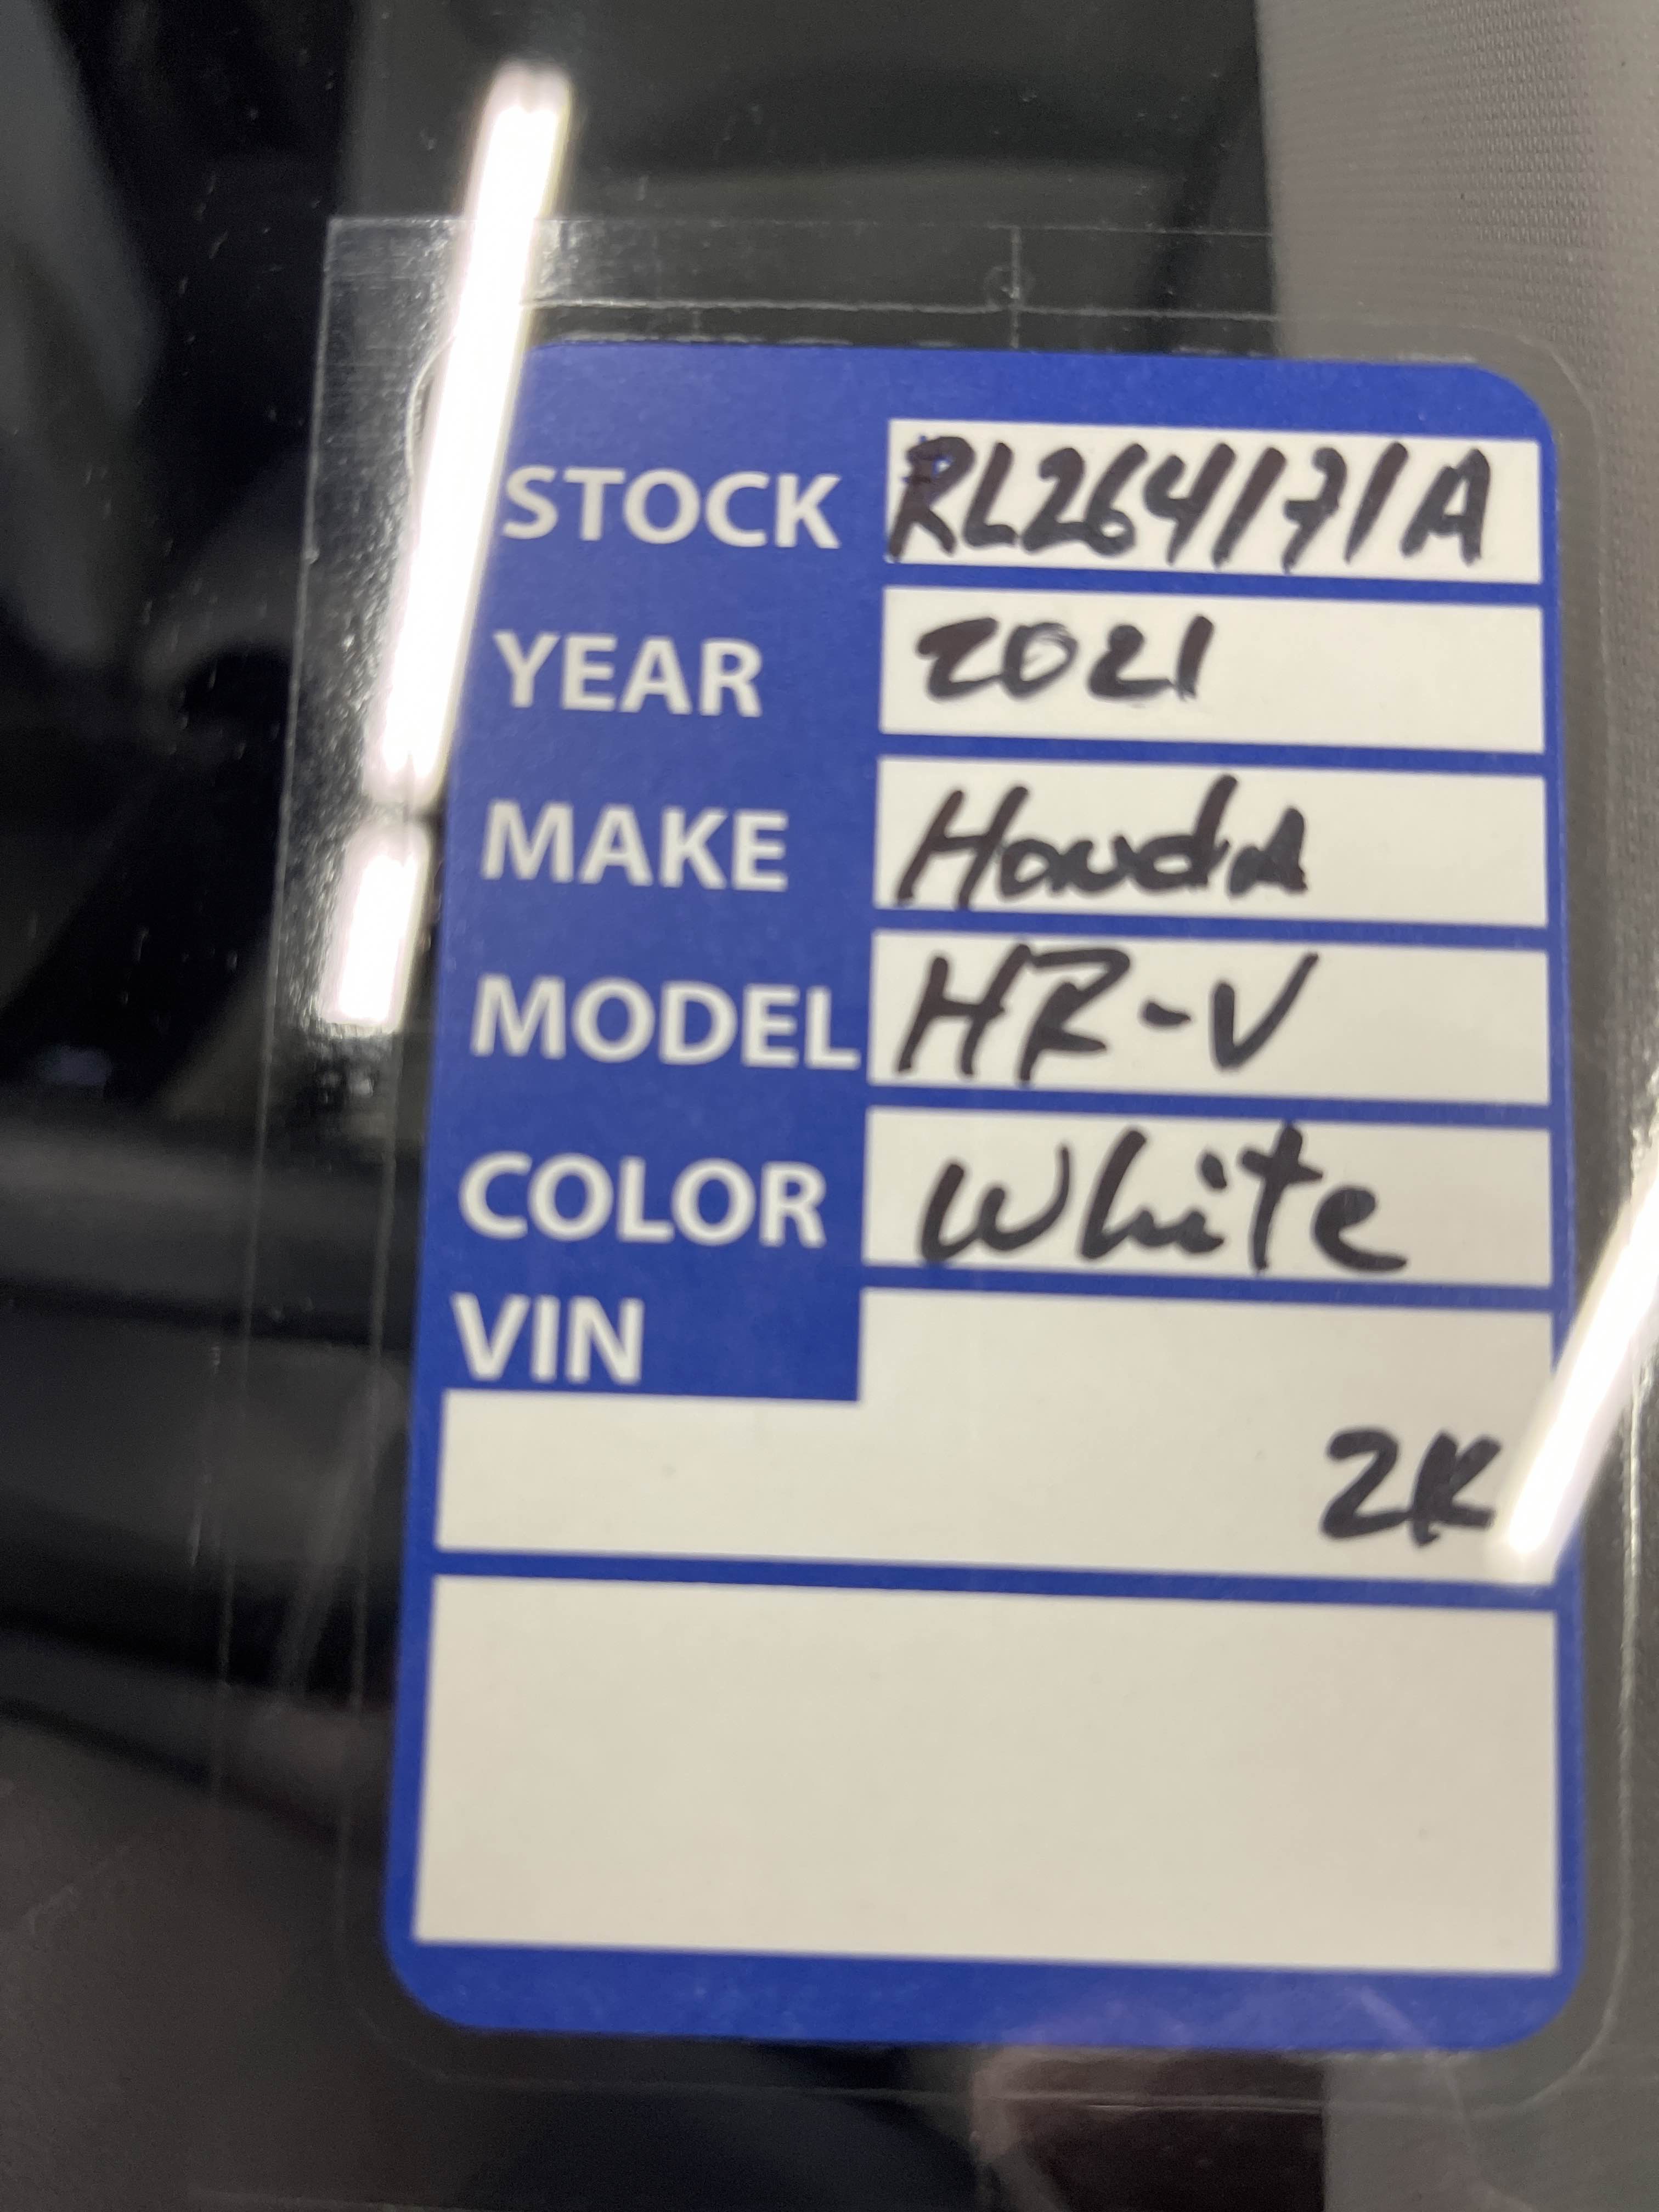 STOCK RL264171A
YEAR 2021
MAKE Honda
MODEL HR-V
COLOR White
VIN
2K